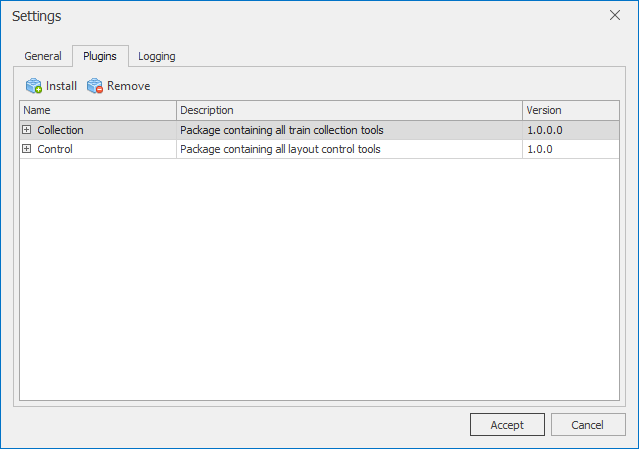 Settings
General Plugins Logging
Install Remove
Name Description Version
Collection Package containing all train collection tools 1.0.0.0
Control Package containing all layout control tools 1.0.0
Accept Cancel